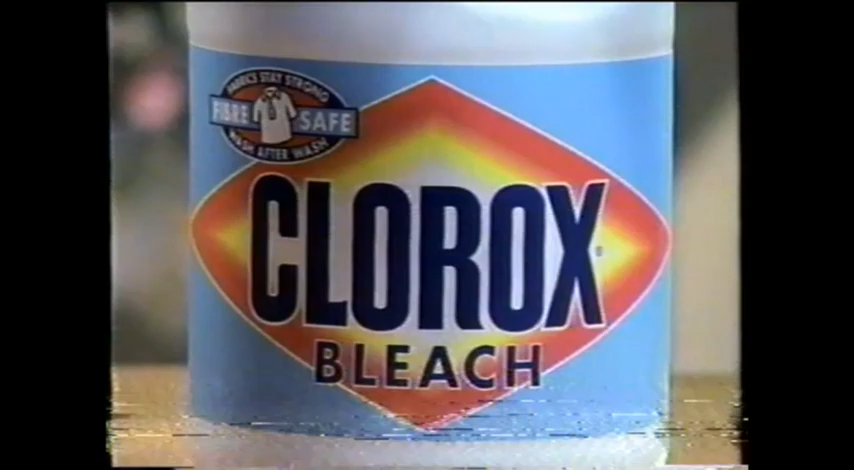 FABRICS STAY STRONG
FIBRE SAFE
WASH AFTER WASH
CLOROX
BLEACH